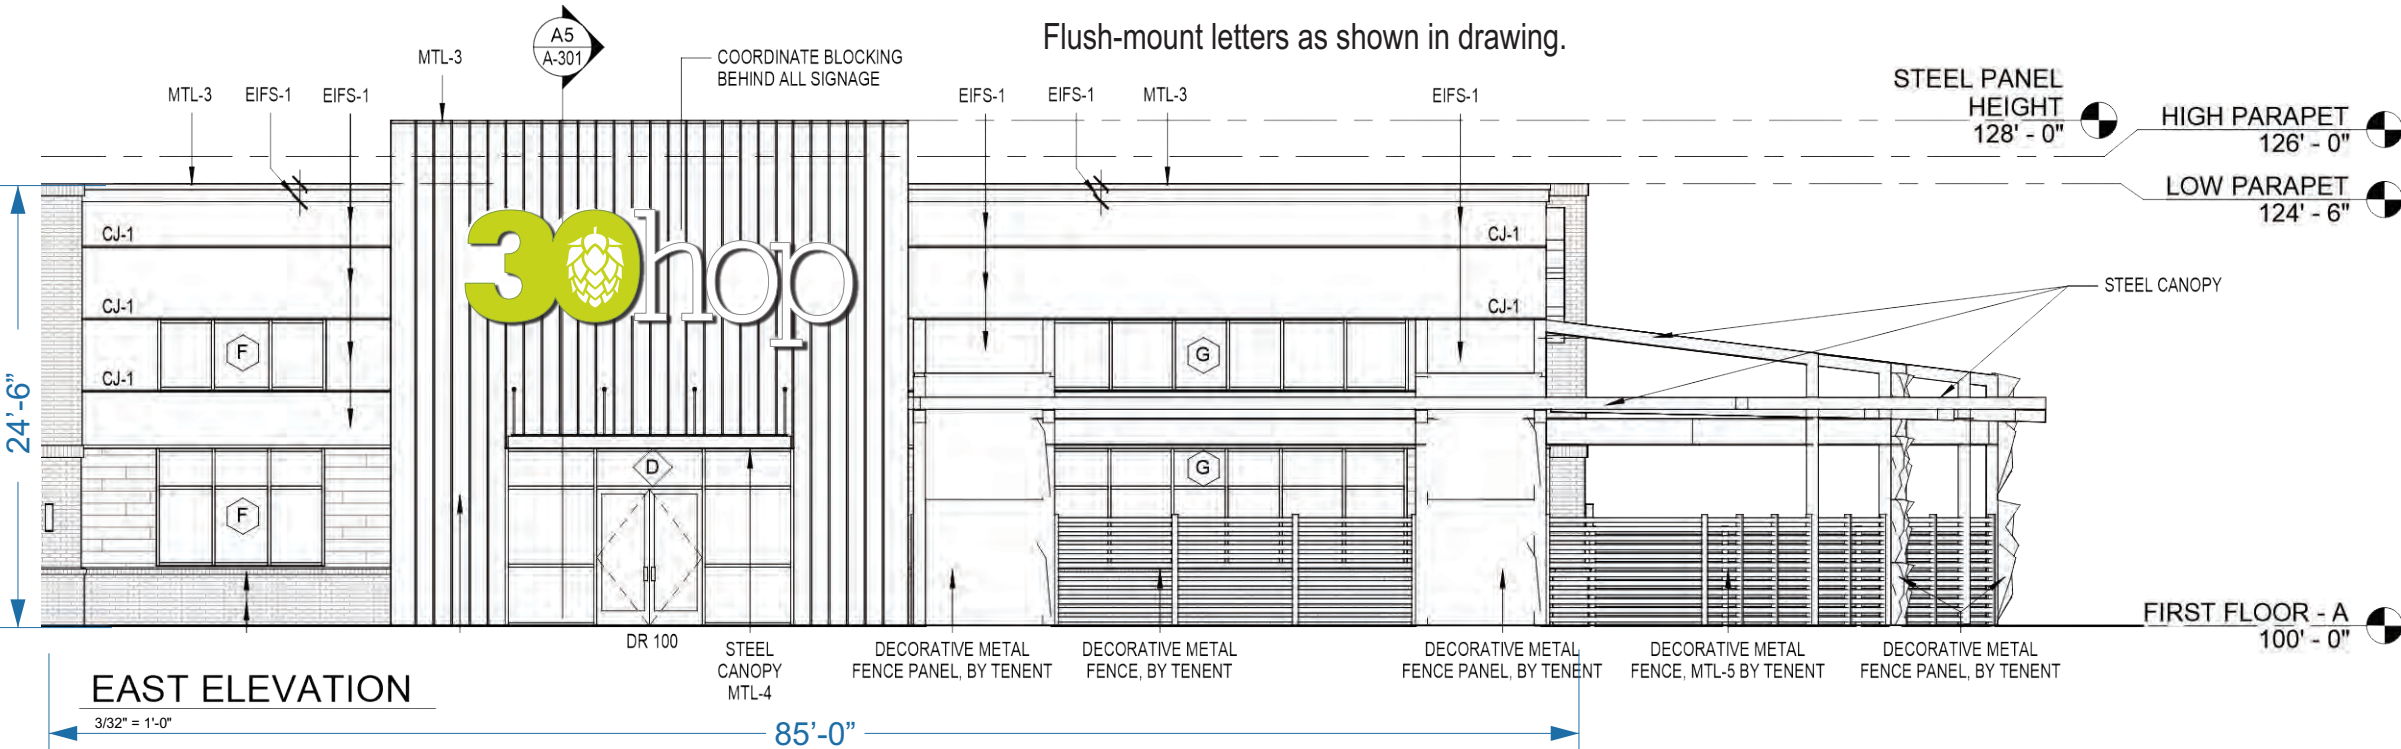 Flush-mount letters as shown in drawing.
A5
A-301
MTL-3
COORDINATE BLOCKING
BEHIND ALL SIGNAGE
MTL-3
EIFS-1
EIFS-1
EIFS-1
EIFS-1
MTL-3
EIFS-1
STEEL PANEL
HEIGHT
128' - 0"
HIGH PARAPET
126' - 0"
LOW PARAPET
124' - 6"
CJ-1
CJ-1
CJ-1
30hop
CJ-1
CJ-1
STEEL CANOPY
F
F
G
G
D
24'-6"
FIRST FLOOR - A
100' - 0"
DR 100
STEEL
CANOPY
MTL-4
DECORATIVE METAL
FENCE PANEL, BY TENENT
DECORATIVE METAL
FENCE, BY TENENT
DECORATIVE METAL
FENCE PANEL, BY TENENT
DECORATIVE METAL
FENCE, MTL-5 BY TENENT
DECORATIVE METAL
FENCE PANEL, BY TENENT
EAST ELEVATION
3/32" = 1'-0"
85'-0"